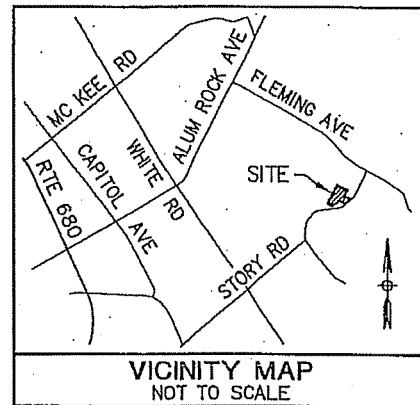 MC KEE RD
ALUM ROCK AVE
FLEMING AVE
CAPITOL AVE
WHITE RD
RTE 680
SITE
STORY RD
VICINITY MAP
NOT TO SCALE